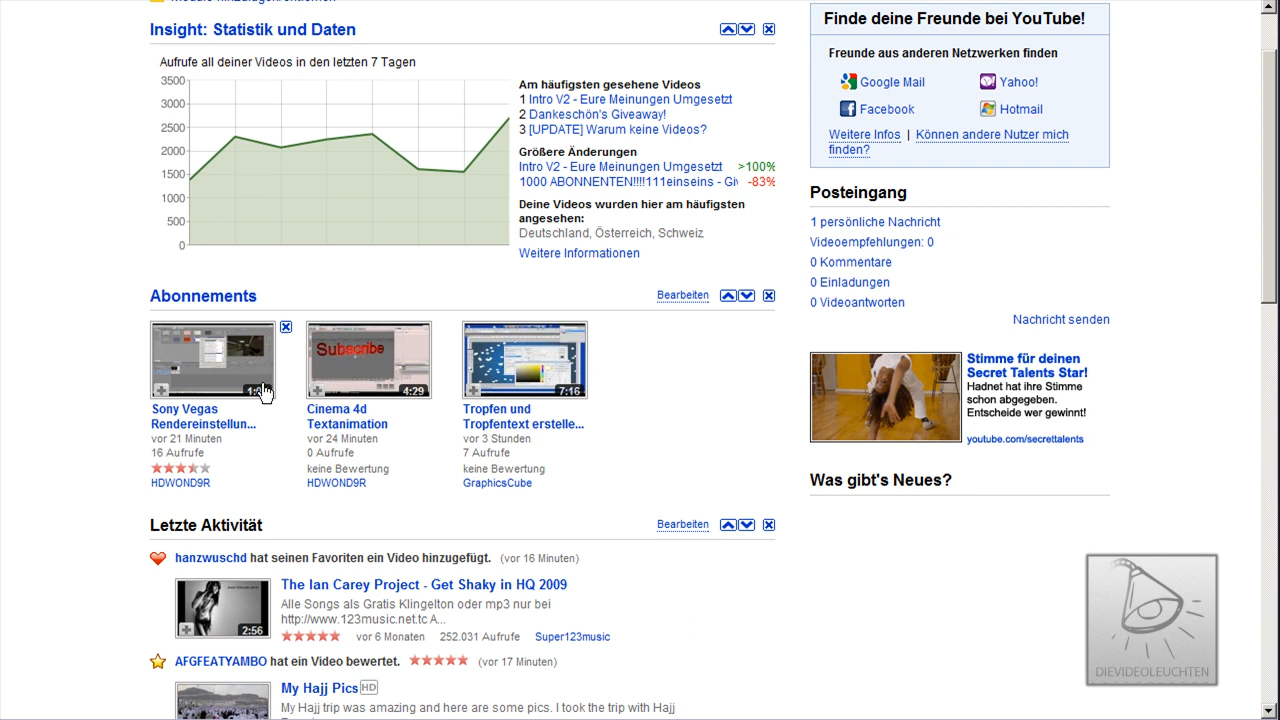 Insight: Statistik und Daten
Aufrufe all deiner Videos in den letzten 7 Tagen
3500
3000
2500
2000
1500
1000
500
0
Am häufigsten gesehene Videos
1 Intro V2 - Eure Meinungen Umgesetzt
2 Dankeschön's Giveaway!
3 [UPDATE] Warum keine Videos?
Größere Änderungen
Intro V2 - Eure Meinungen Umgesetzt >100%
1000 ABONNENTEN!!!!111einseins - Giv -83%
Deine Videos wurden hier am häufigsten
angesehen:
Deutschland, Österreich, Schweiz
Weitere Informationen
Abonnements
Bearbeiten
4:29
7:16
Sony Vegas
Rendereinstellun...
vor 21 Minuten
16 Aufrufe
HDWOND9R
Subscribe
Cinema 4d
Textanimation
vor 24 Minuten
0 Aufrufe
keine Bewertung
HDWOND9R
Tropfen und
Tropfentext erstelle...
vor 3 Stunden
7 Aufrufe
keine Bewertung
GraphicsCube
Letzte Aktivität
Bearbeiten
hanzwuschd hat seinen Favoriten ein Video hinzugefügt. (vor 16 Minuten)
2:56
The Ian Carey Project - Get Shaky in HQ 2009
Alle Songs als Gratis Klingelton oder mp3 nur bei
http://www.123music.net.tc A...
vor 6 Monaten 252.031 Aufrufe Super123music
AFGFEATYAMBO hat ein Video bewertet. (vor 17 Minuten)
My Hajj Pics HD
My Hajj trip was amazing and here are some pics. I took the trip with Hajj
Finde deine Freunde bei YouTube!
Freunde aus anderen Netzwerken finden
Google Mail
Yahoo!
Facebook
Hotmail
Weitere Infos | Können andere Nutzer mich
finden?
Posteingang
1 persönliche Nachricht
Videoempfehlungen: 0
0 Kommentare
0 Einladungen
0 Videoantworten
Nachricht senden
Stimme für deinen
Secret Talents Star!
Hadnet hat ihre Stimme
schon abgegeben.
Entscheide wer gewinnt!
youtube.com/secrettalents
Was gibt's Neues?
DIEVIDEOLEUCHTEN